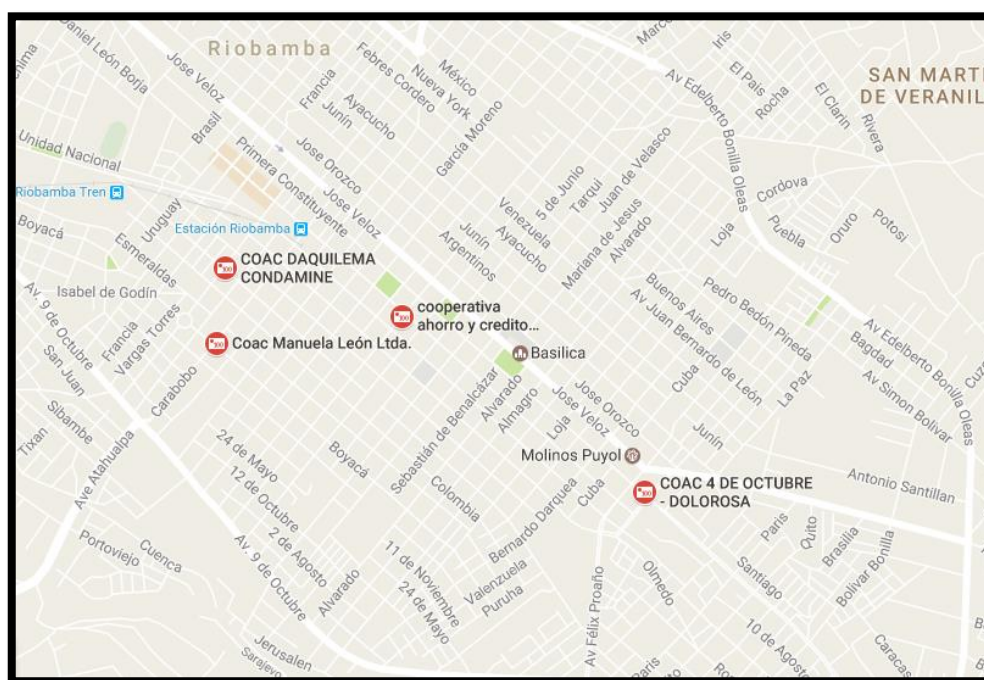 Daniel León Borja
Jose Veloz
Riobamba
Febres Cordero
México
Nueva York
Iris
El Pais
Rocha
El Clarin
Rivera
SAN MARTI
DE VERANIL
Av Edelberto Bonilla Oleas
Francia
Junín
Ayacucho
García Moreno
Brasil
Unidad Nacional
Primera Constituyente
Jose Orozco
Jose Veloz
Riobamba Tren
Uruguay
Estación Riobamba
Boyacá
Esmeraldas
5 de Junio
Tarqui
Juan de Velasco
Venezuela
Ayacucho
Junín
Argentinos
Mariana de Jesus
Alvarado
Loja
Cordova
Puebla
Oruro
Potosi
COAC DAQUILEMA
CONDAMINE
Isabel de Godín
Av. 9 de Octubre
San Juan
Francia
Vargas Torres
cooperativa
ahorro y credito...
Coac Manuela León Ltda.
Basilica
Buenos Aires
Av Juan Bernardo de León
Pedro Bedón Pineda
Av Edelberto Bonilla Oleas
Bagdad
Av Simon Bolivar
La Paz
Cuba
Carabobo
Sibambe
Tixan
Ave Atahualpa
Sebastián de Benalcázar
Alvarado
Almagro
Loja
Jose Veloz
Jose Orozco
Junín
24 de Mayo
Boyacá
12 de Octubre
2 de Agosto
Colombia
Molinos Puyol
COAC 4 DE OCTUBRE
- DOLOROSA
Antonio Santillan
Bernardo Darquea
Cuba
Paris
Quito
Brasilia
Bolivar Bonilla
Portoviejo
Cuenca
Av. 9 de Octubre
Alvarado
11 de Noviembre
24 de Mayo
Valenzuela
Puruha
Av Félix Proaño
Olmedo
Santiago
10 de Agosto
Caracas
Jerusalen
Sarajevo
Paris